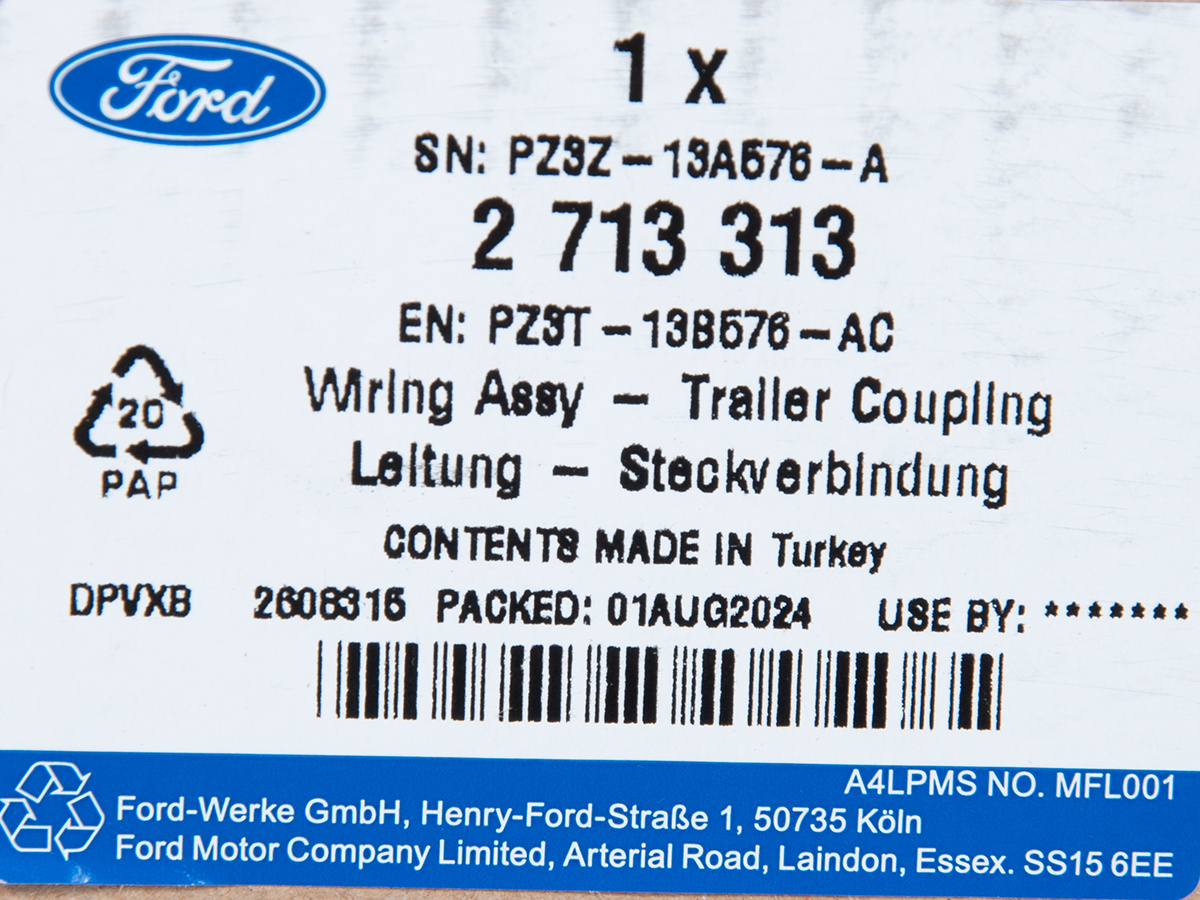 Ford
1 x
SN: PZ3Z - 13A576 - A
2 713 313
EN: PZ3T - 13B576 - AC
Wiring Assy - Trailer Coupling
Leitung - Steckverbindung
20
PAP
CONTENTS MADE IN Turkey
DPVXB 2608315 PACKED: 01AUG2024 USE BY: *******
A4LPMS NO. MFL001
Ford-Werke GmbH, Henry-Ford-Straße 1, 50735 Köln
Ford Motor Company Limited, Arterial Road, Laindon, Essex. SS15 6EE